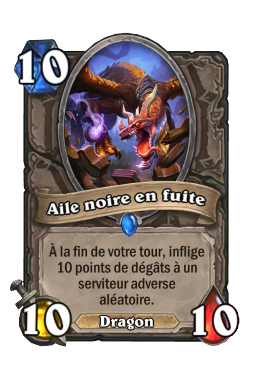 10
Aile noire en fuite
À la fin de votre tour, inflige
10 points de dégâts à un
serviteur adverse
aléatoire.
10
Dragon
10